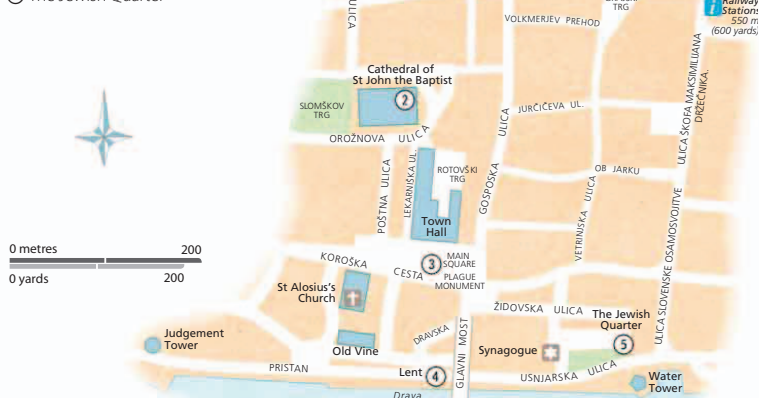 The Jewish Quarter
ULICA
VOLKMERJEV PREHOD
TRG
i
Railway
Stations
550 m
(600 yards)
Cathedral of
St John the Baptist
2
SLOMŠKOV
TRG
OROŽNOVA ULICA
JURČIČEVA UL.
ULICA ŠKOFA MAKSIMILIJANA
DRŽEČNIKA.
POŠTNA ULICA
LEKARNIŠKA UL.
ROTOVŠKI
TRG
GOSPOSKA ULICA
OB JARKU
VETRINJSKA ULICA
Town
Hall
0 metres 200
0 yards 200
KOROŠKA CESTA
3
MAIN
SQUARE
PLAGUE
MONUMENT
ULICA SLOVENSKE OSAMOSVOJITVE
St Alosius's
Church
ŽIDOVSKA ULICA
The Jewish
Quarter
5
Judgement
Tower
Old Vine
DRAVSKA
GLAVNI MOST
Synagogue
PRISTAN
Lent
4
USNJARSKA ULICA
Water
Tower
Drava